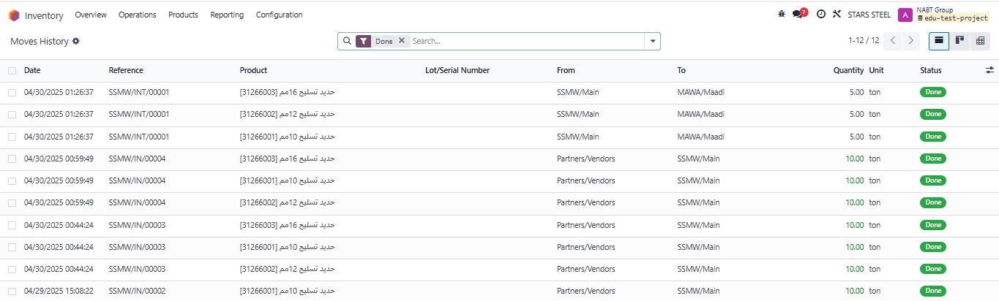 Inventory Overview Operations Products Reporting Configuration 7 STARS STEEL A NABT Group
edu-test-project
Moves History Done Search... 1-12 / 12
Date Reference Product Lot/Serial Number From To Quantity Unit Status
04/30/2025 01:26:37 SSMW/INT/00001 [31266003] حديد تسليح 16مم SSMW/Main MAWA/Maadi 5.00 ton Done
04/30/2025 01:26:37 SSMW/INT/00001 [31266002] حديد تسليح 12مم SSMW/Main MAWA/Maadi 5.00 ton Done
04/30/2025 01:26:37 SSMW/INT/00001 [31266001] حديد تسليح 10مم SSMW/Main MAWA/Maadi 5.00 ton Done
04/30/2025 00:59:49 SSMW/IN/00004 [31266003] حديد تسليح 16مم Partners/Vendors SSMW/Main 10.00 ton Done
04/30/2025 00:59:49 SSMW/IN/00004 [31266001] حديد تسليح 10مم Partners/Vendors SSMW/Main 10.00 ton Done
04/30/2025 00:59:49 SSMW/IN/00004 [31266002] حديد تسليح 12مم Partners/Vendors SSMW/Main 10.00 ton Done
04/30/2025 00:44:24 SSMW/IN/00003 [31266003] حديد تسليح 16مم Partners/Vendors SSMW/Main 10.00 ton Done
04/30/2025 00:44:24 SSMW/IN/00003 [31266001] حديد تسليح 10مم Partners/Vendors SSMW/Main 10.00 ton Done
04/30/2025 00:44:24 SSMW/IN/00003 [31266002] حديد تسليح 12مم Partners/Vendors SSMW/Main 10.00 ton Done
04/29/2025 15:08:22 SSMW/IN/00002 [31266001] حديد تسليح 10مم Partners/Vendors SSMW/Main 10.00 ton Done